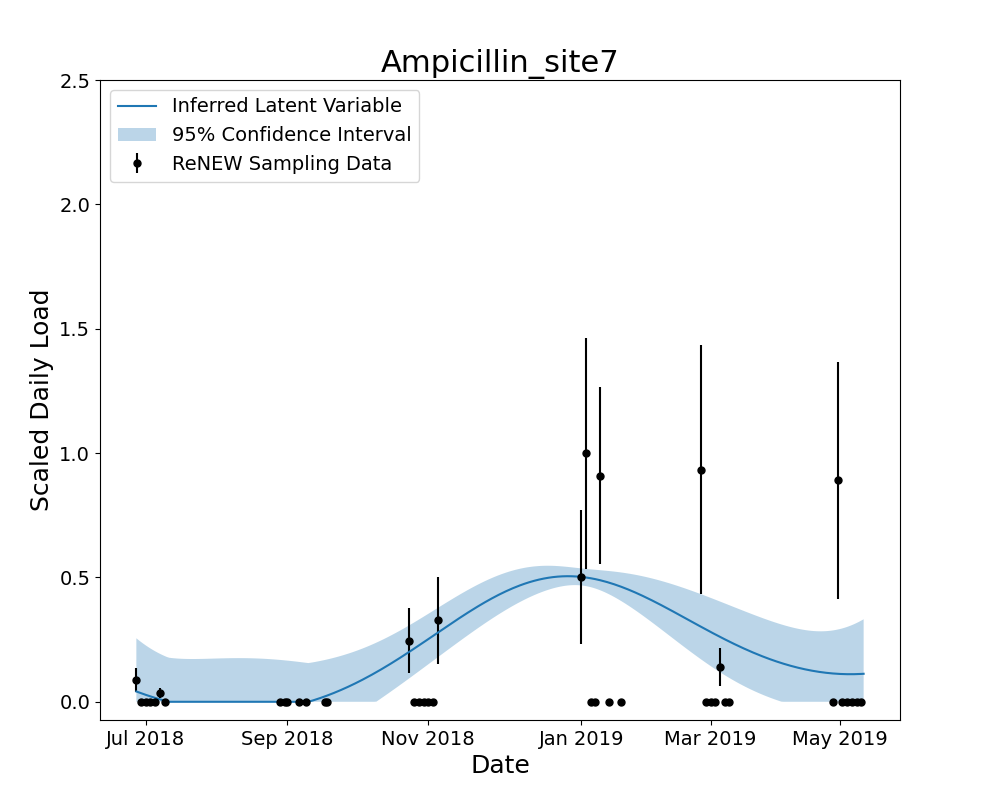 Ampicillin_site7
2.5
2.0
1.5
1.0
0.5
0.0
Scaled Daily Load
Inferred Latent Variable
95% Confidence Interval
ReNEW Sampling Data
Jul 2018 Sep 2018 Nov 2018 Jan 2019 Mar 2019 May 2019
Date